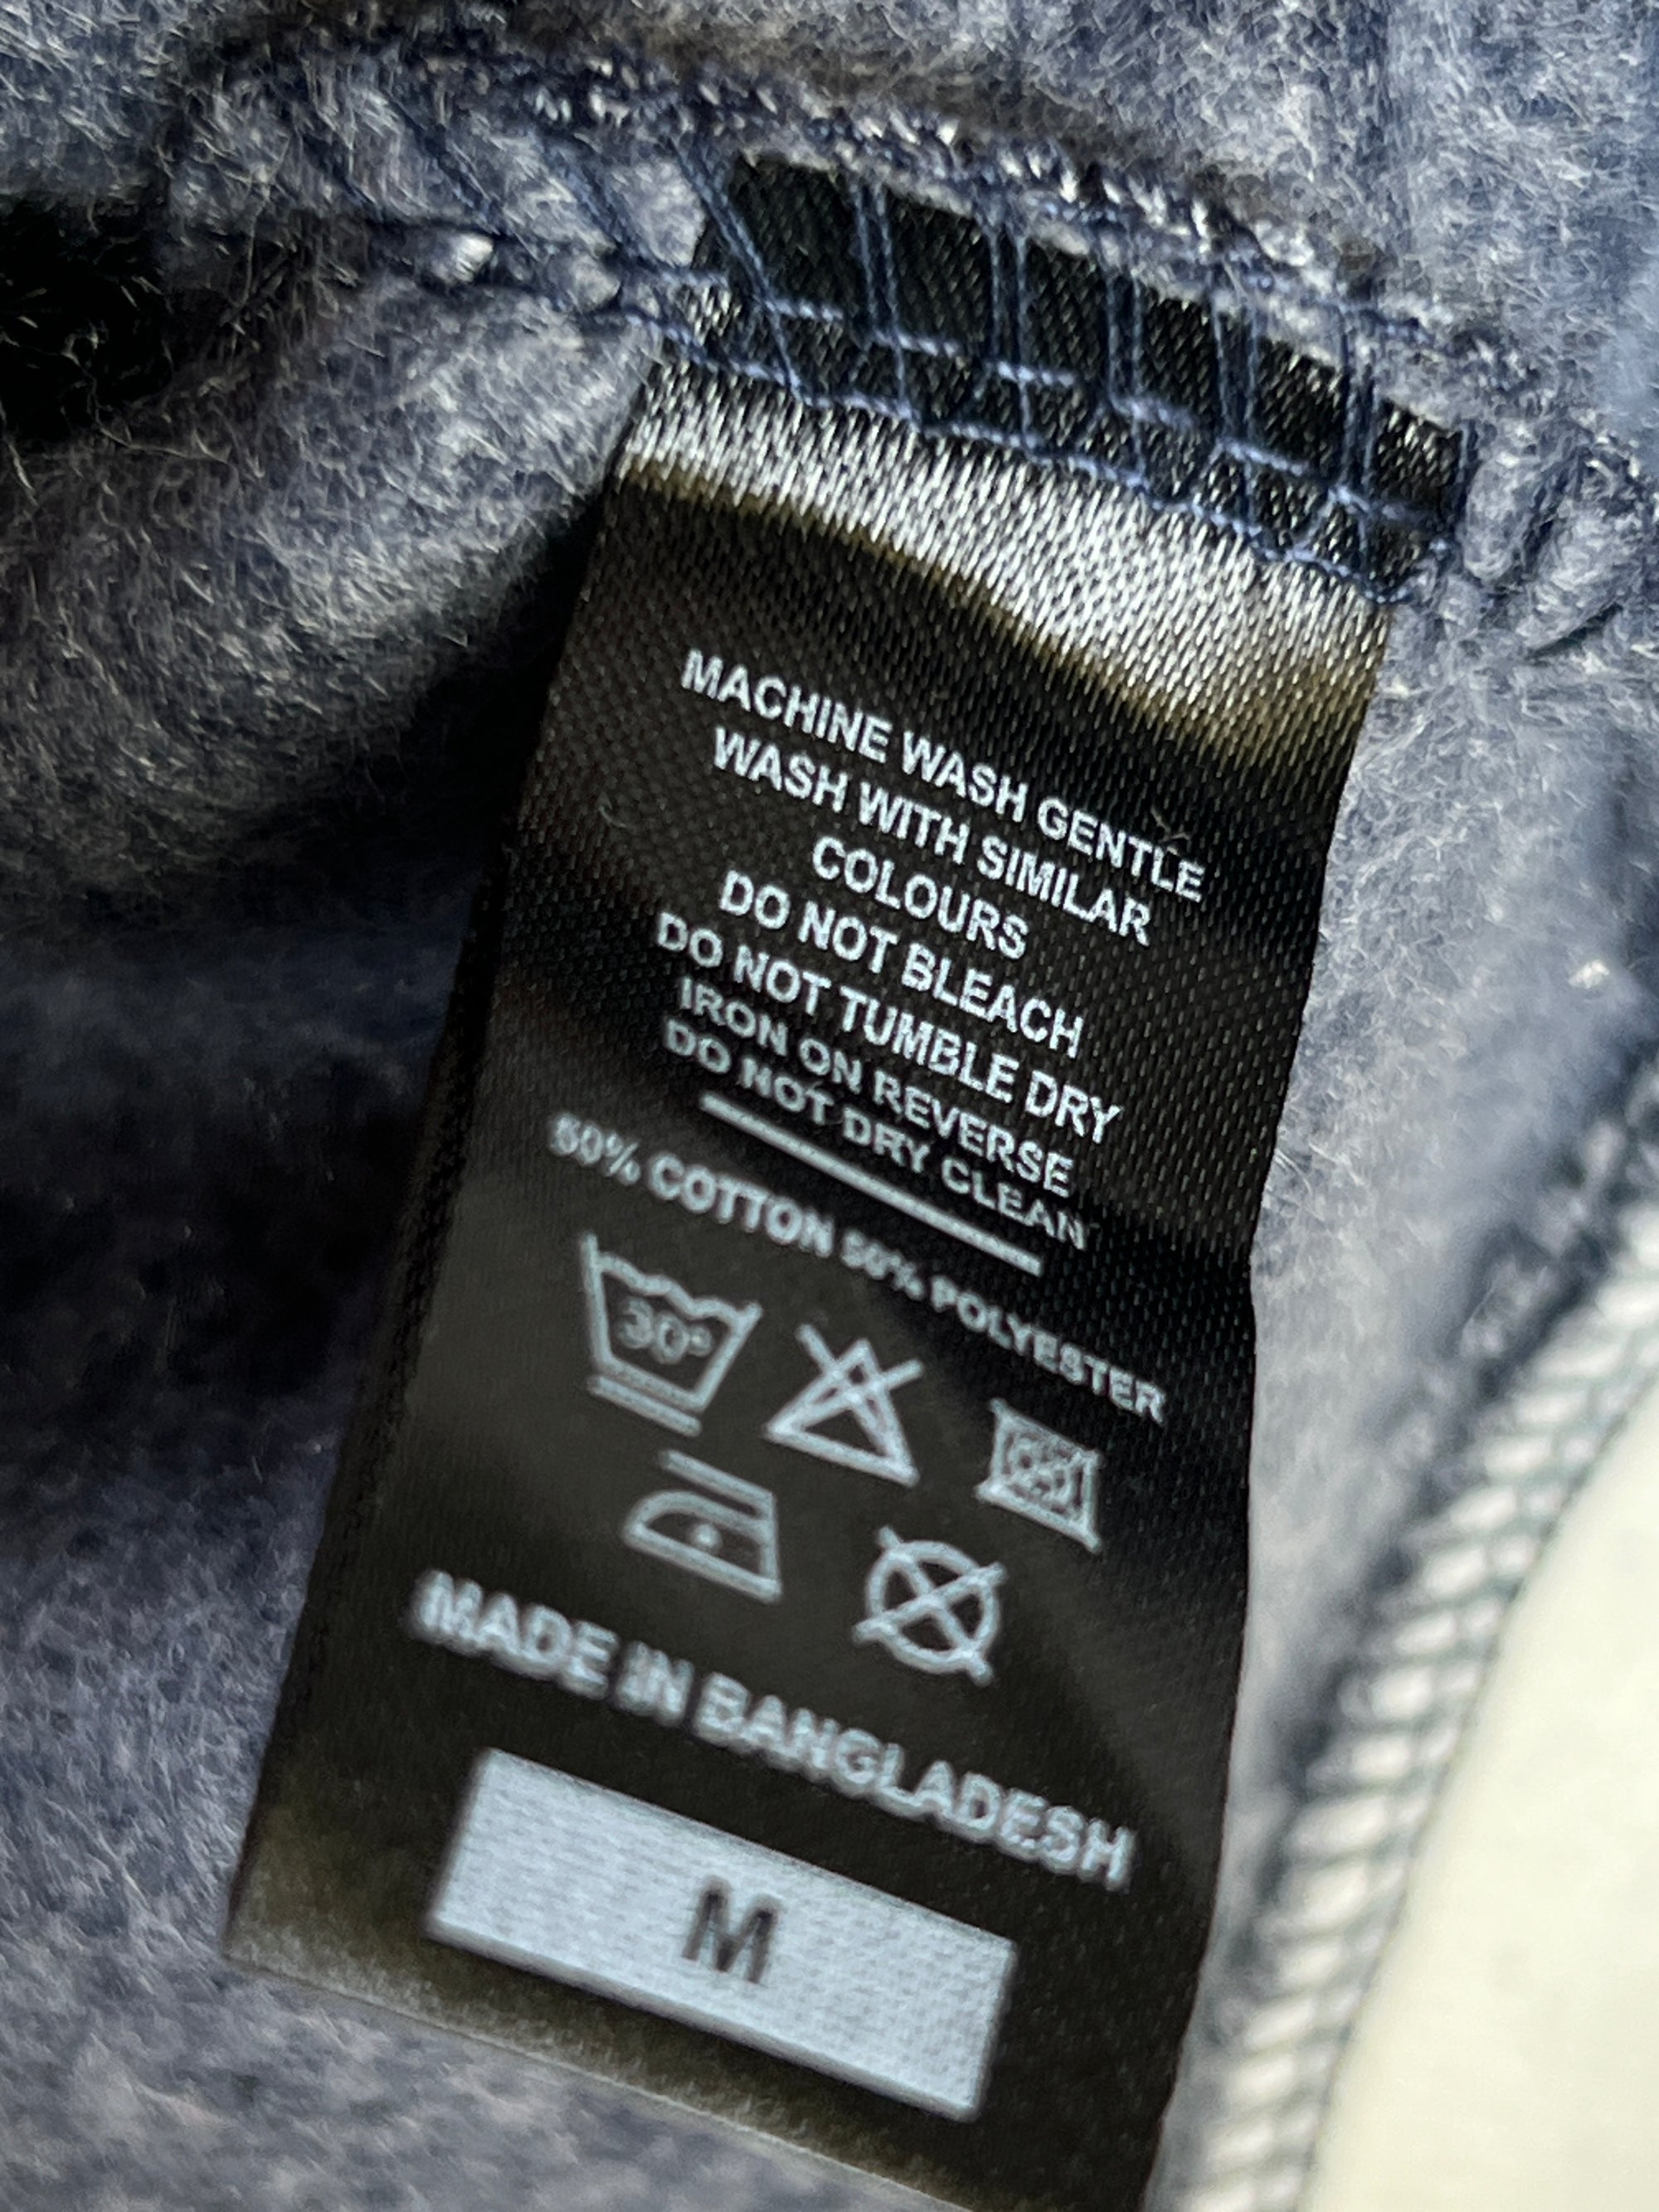 MACHINE WASH GENTLE
WASH WITH SIMILAR
COLOURS
DO NOT BLEACH
DO NOT TUMBLE DRY
IRON ON REVERSE
DO NOT DRY CLEAN
50% COTTON 50% POLYESTER
30°
MADE IN BANGLADESH
M